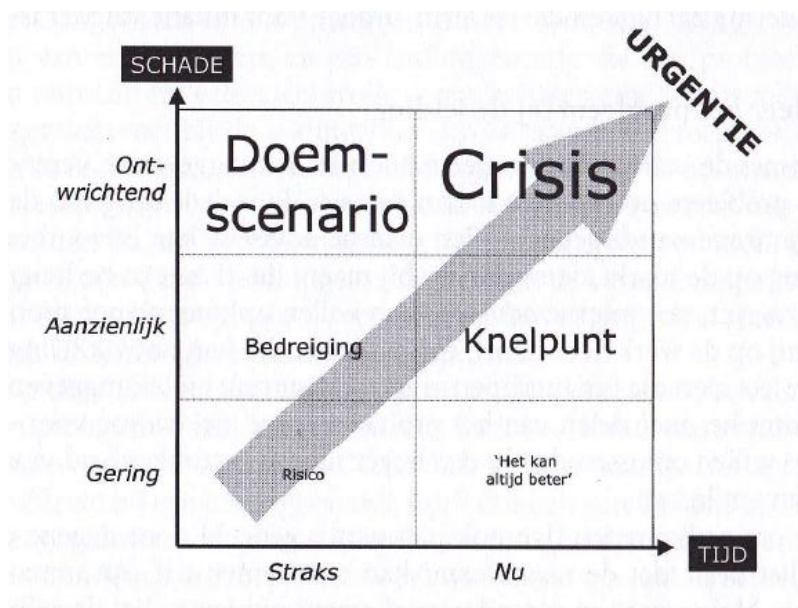 SCHADE
URGENTIE
Ont-
wrichtend
Doem-
scenario
Crisis
Aanzienlijk
Bedreiging
Knelpunt
Gering
Risico
'Het kan
altijd beter'
Straks
Nu
TIJD